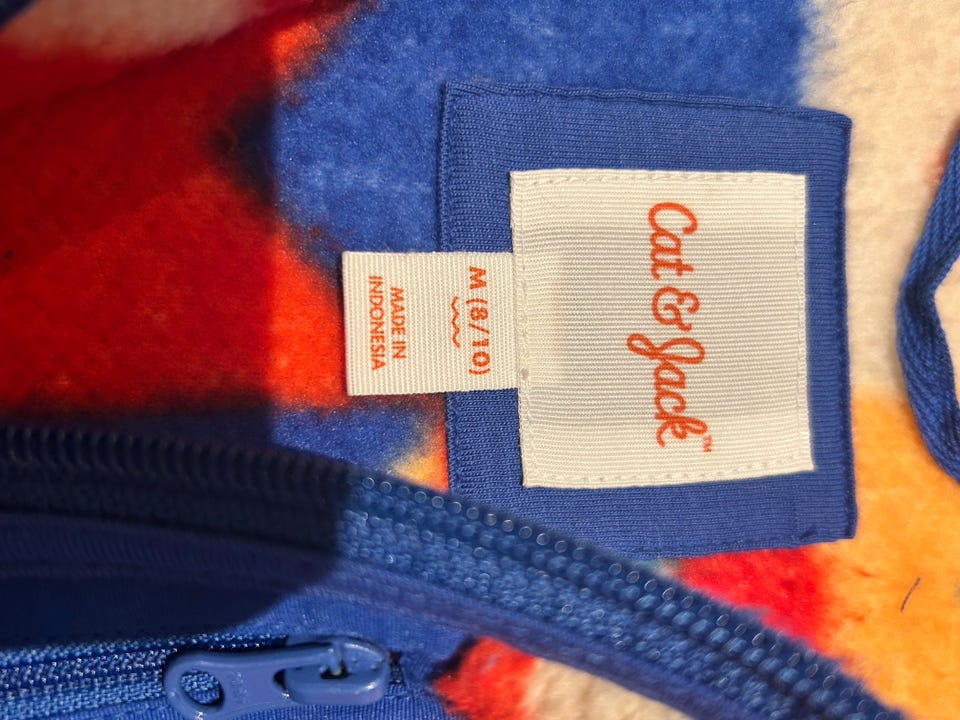 Cat & Jack™
M (8/10)
MADE IN
INDONESIA